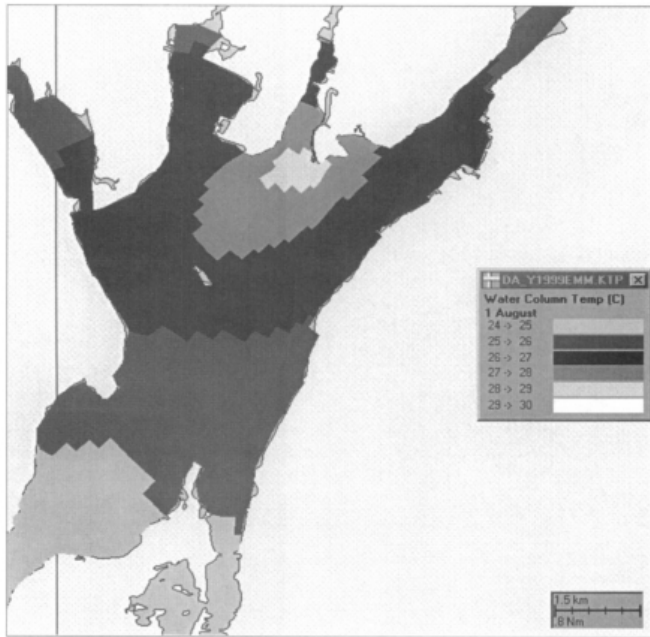 DA_Y1999EMM.KTP
Water Column Temp (C)
1 August
24 -> 25
25 -> 26
26 -> 27
27 -> 28
28 -> 29
29 -> 30
1.5 km
.8 Nm